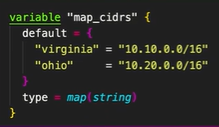 variable "map_cidrs" {
  default = {
    "virginia" = "10.10.0.0/16"
    "ohio"     = "10.20.0.0/16"
  }
  type = map(string)
}